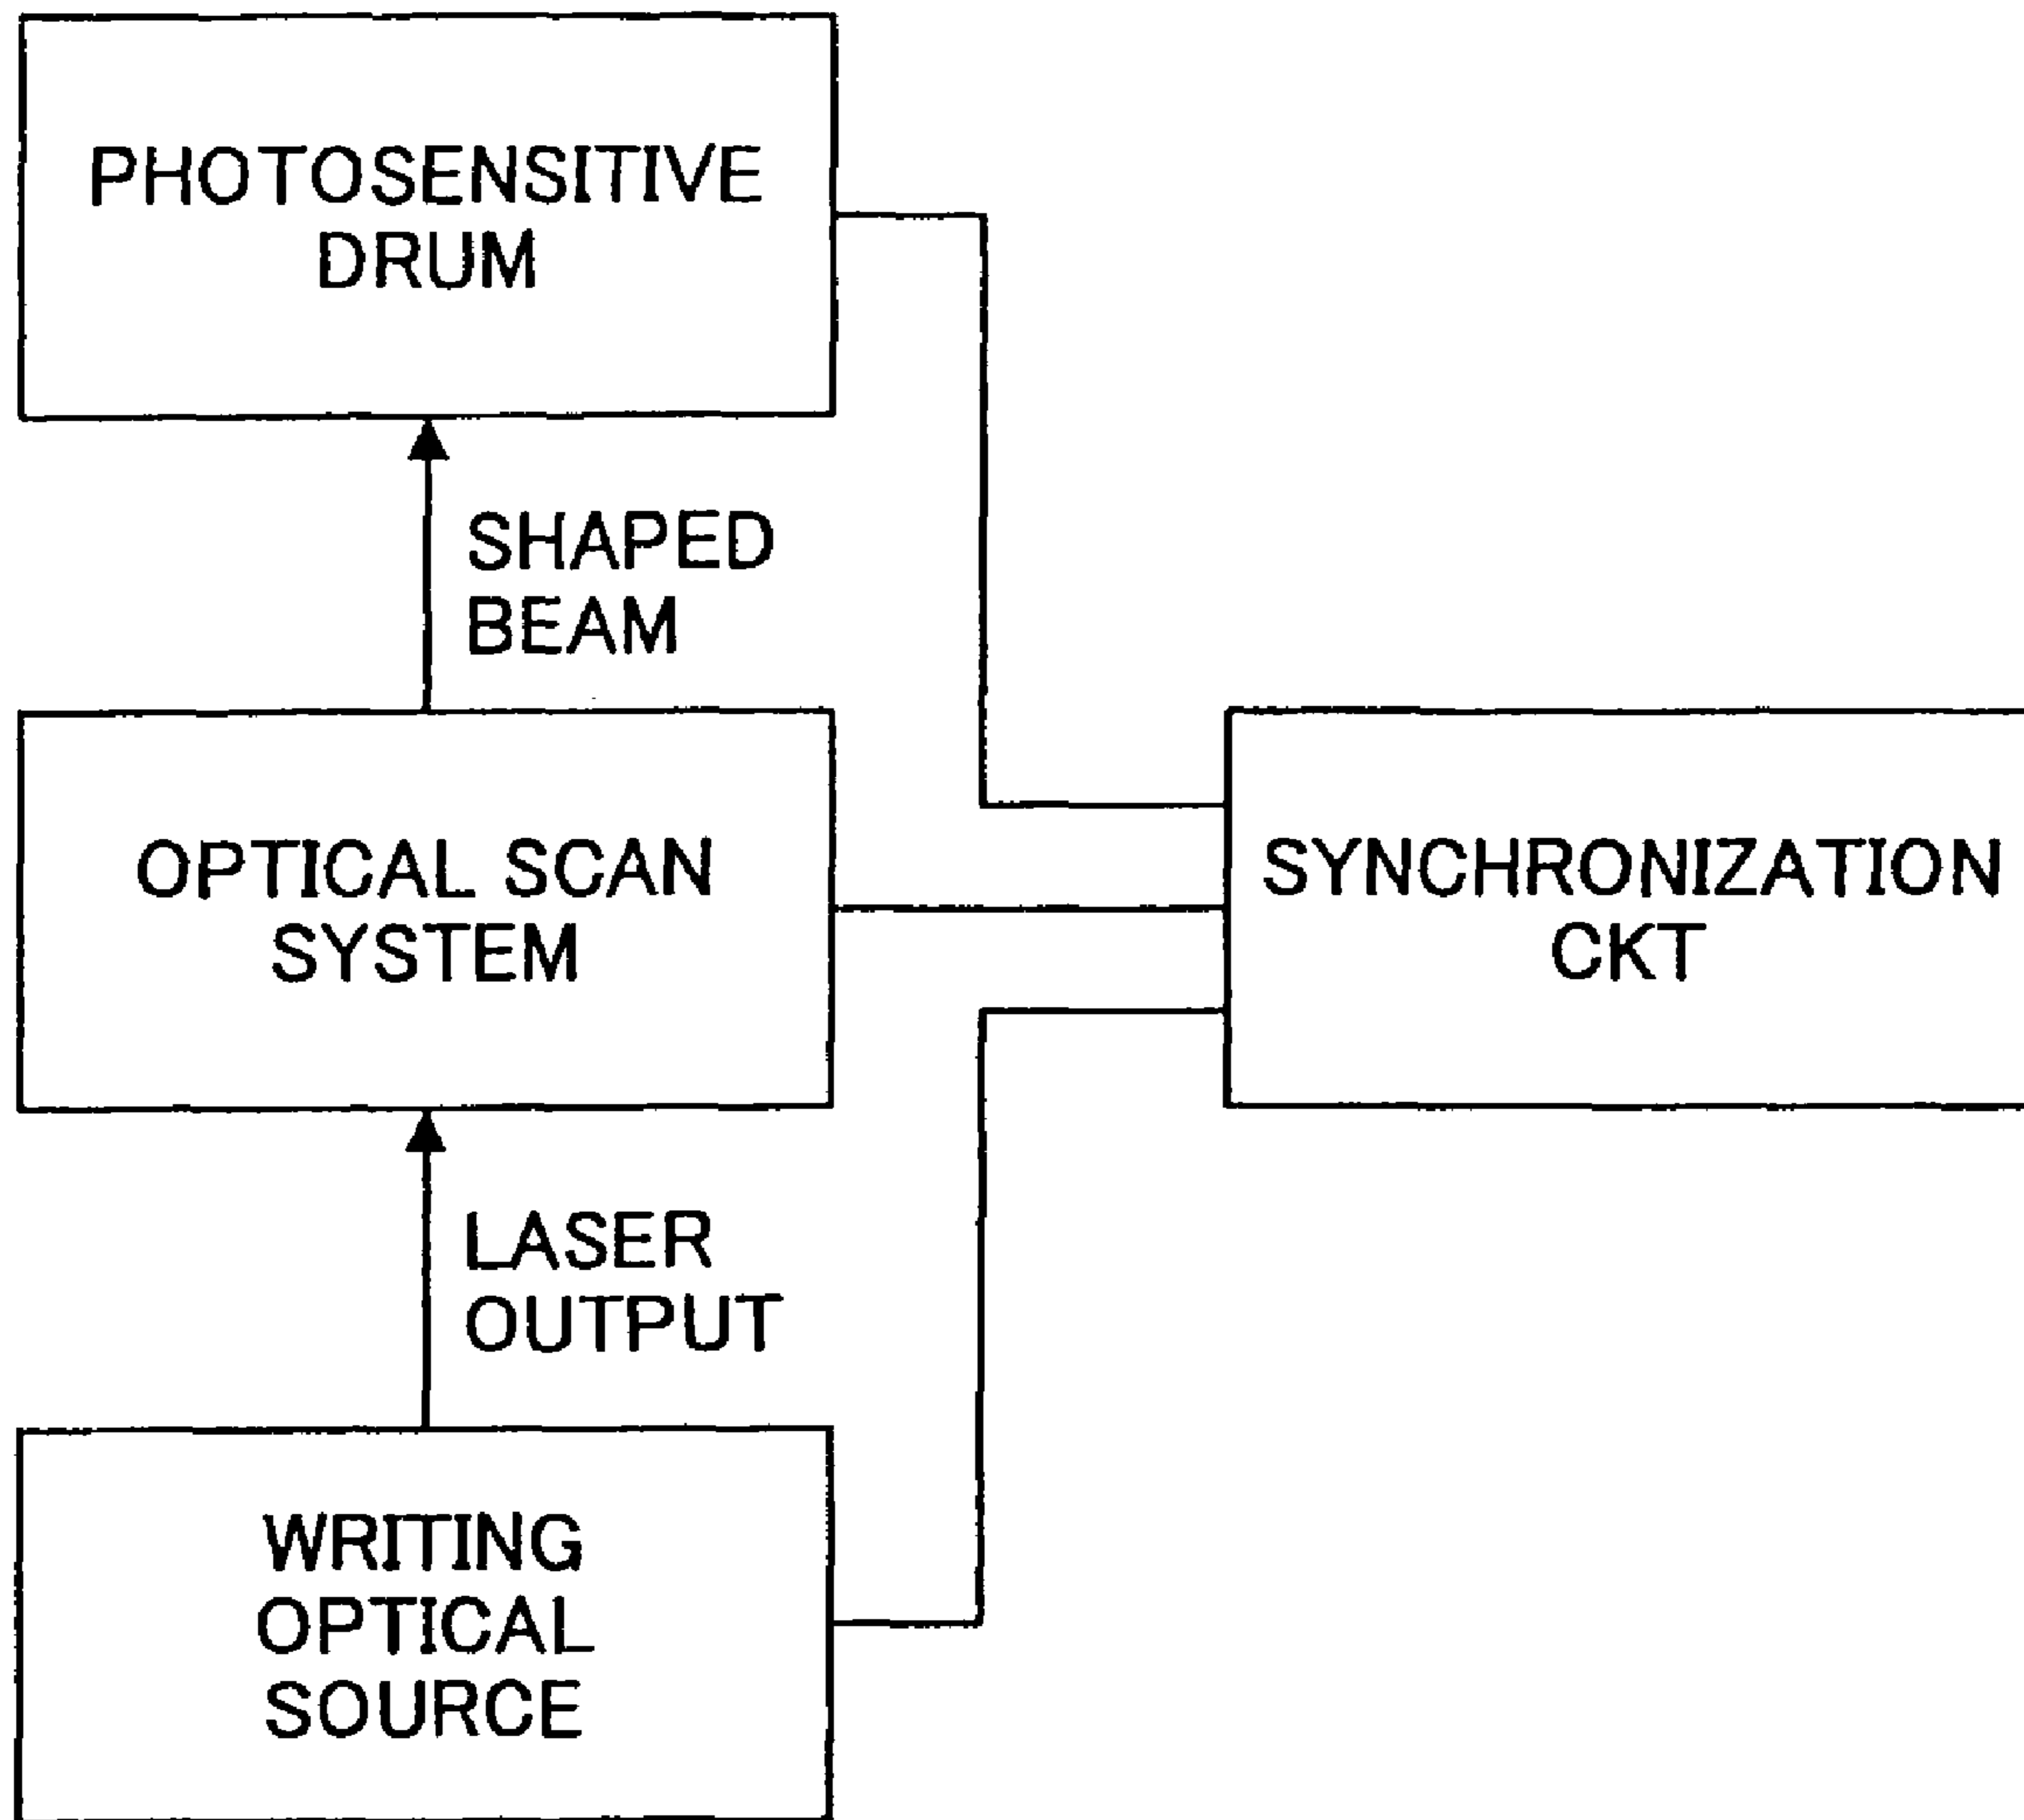 PHOTOSENSITIVE
DRUM
SHAPED
BEAM
OPTICAL SCAN
SYSTEM
SYNCHRONIZATION
CKT
LASER
OUTPUT
WRITING
OPTICAL
SOURCE